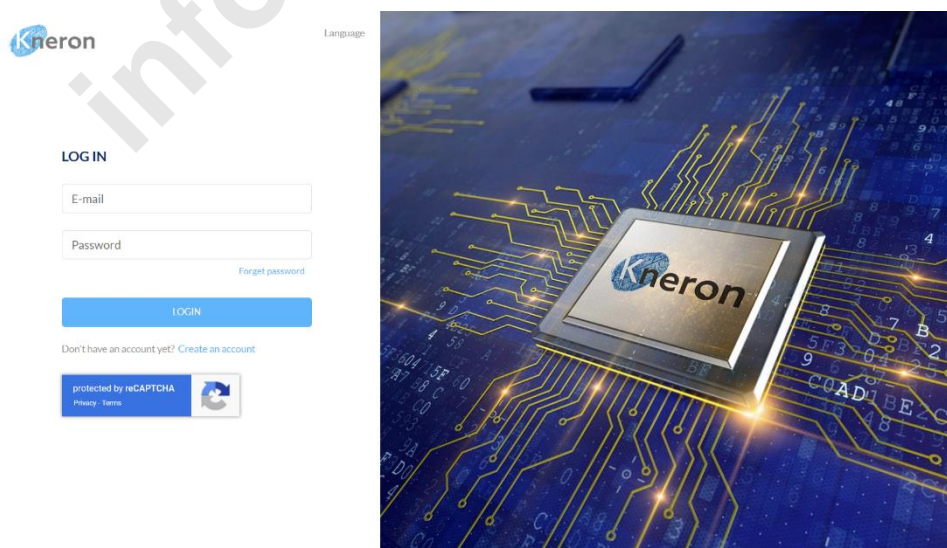 Kneron
Language
info
LOG IN
E-mail
Password
Forget password
LOGIN
Don't have an account yet? Create an account
protected by reCAPTCHA
Privacy - Terms
Kneron